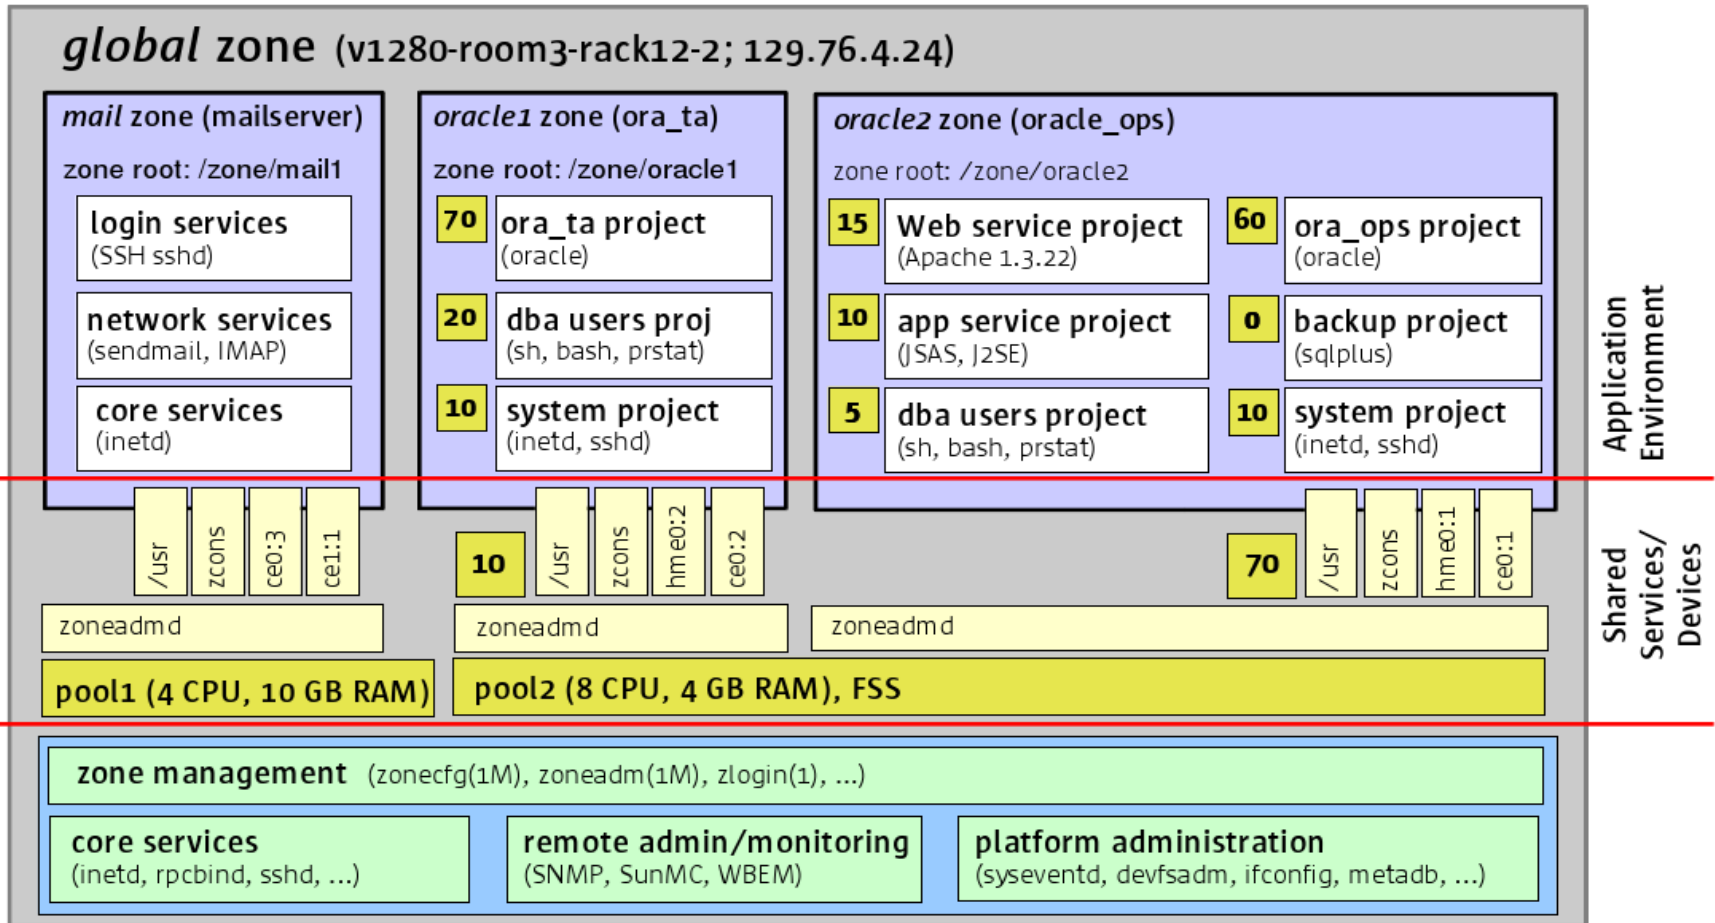 global zone (v1280-room3-rack12-2; 129.76.4.24)
mail zone (mailserver)
zone root: /zone/mail1
login services
(SSH sshd)
network services
(sendmail, IMAP)
core services
(inetd)
oracle1 zone (ora_ta)
zone root: /zone/oracle1
70
ora_ta project
(oracle)
20
dba users proj
(sh, bash, prstat)
10
system project
(inetd, sshd)
oracle2 zone (oracle_ops)
zone root: /zone/oracle2
15
Web service project
(Apache 1.3.22)
10
app service project
(JSAS, J2SE)
5
dba users project
(sh, bash, prstat)
60
ora_ops project
(oracle)
0
backup project
(sqlplus)
10
system project
(inetd, sshd)
Application
Environment
/usr
zcons
ce0:3
ce1:1
10
/usr
zcons
hme0:2
ce0:2
70
/usr
zcons
hme0:1
ce0:1
zoneadmd
zoneadmd
zoneadmd
pool1 (4 CPU, 10 GB RAM)
pool2 (8 CPU, 4 GB RAM), FSS
Shared
Services/
Devices
zone management (zonecfg(1M), zoneadm(1M), zlogin(1), ...)
core services
(inetd, rpcbind, sshd, ...)
remote admin/monitoring
(SNMP, SunMC, WBEM)
platform administration
(syseventd, devfsadm, ifconfig, metadb, ...)